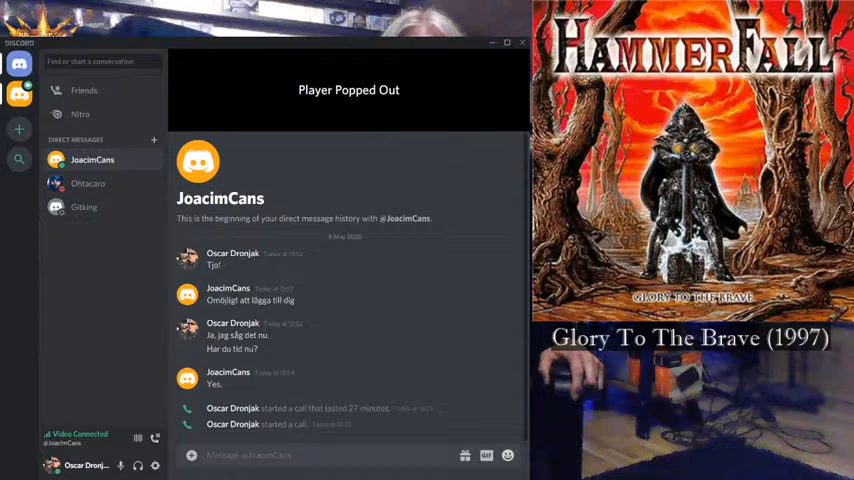 DISCORD
Find or start a conversation
Friends
Nitro
DIRECT MESSAGES
JoacimCans
Ohtacaro
Gitking
Video Connected
@JoacimCans
Oscar Dronj...
Player Popped Out
JoacimCans
This is the beginning of your direct message history with @JoacimCans.
8 May 2020
Oscar Dronjak
Tjo!
JoacimCans
Omöjligt att lägga till dig
Oscar Dronjak
Ja, jag såg det nu.
Har du tid nu?
JoacimCans
Yes.
Oscar Dronjak started a call that lasted 27 minutes.
Oscar Dronjak started a call.
Message @JoacimCans
GIF
HAMMERFALL
GLORY TO THE BRAVE
Glory To The Brave (1997)